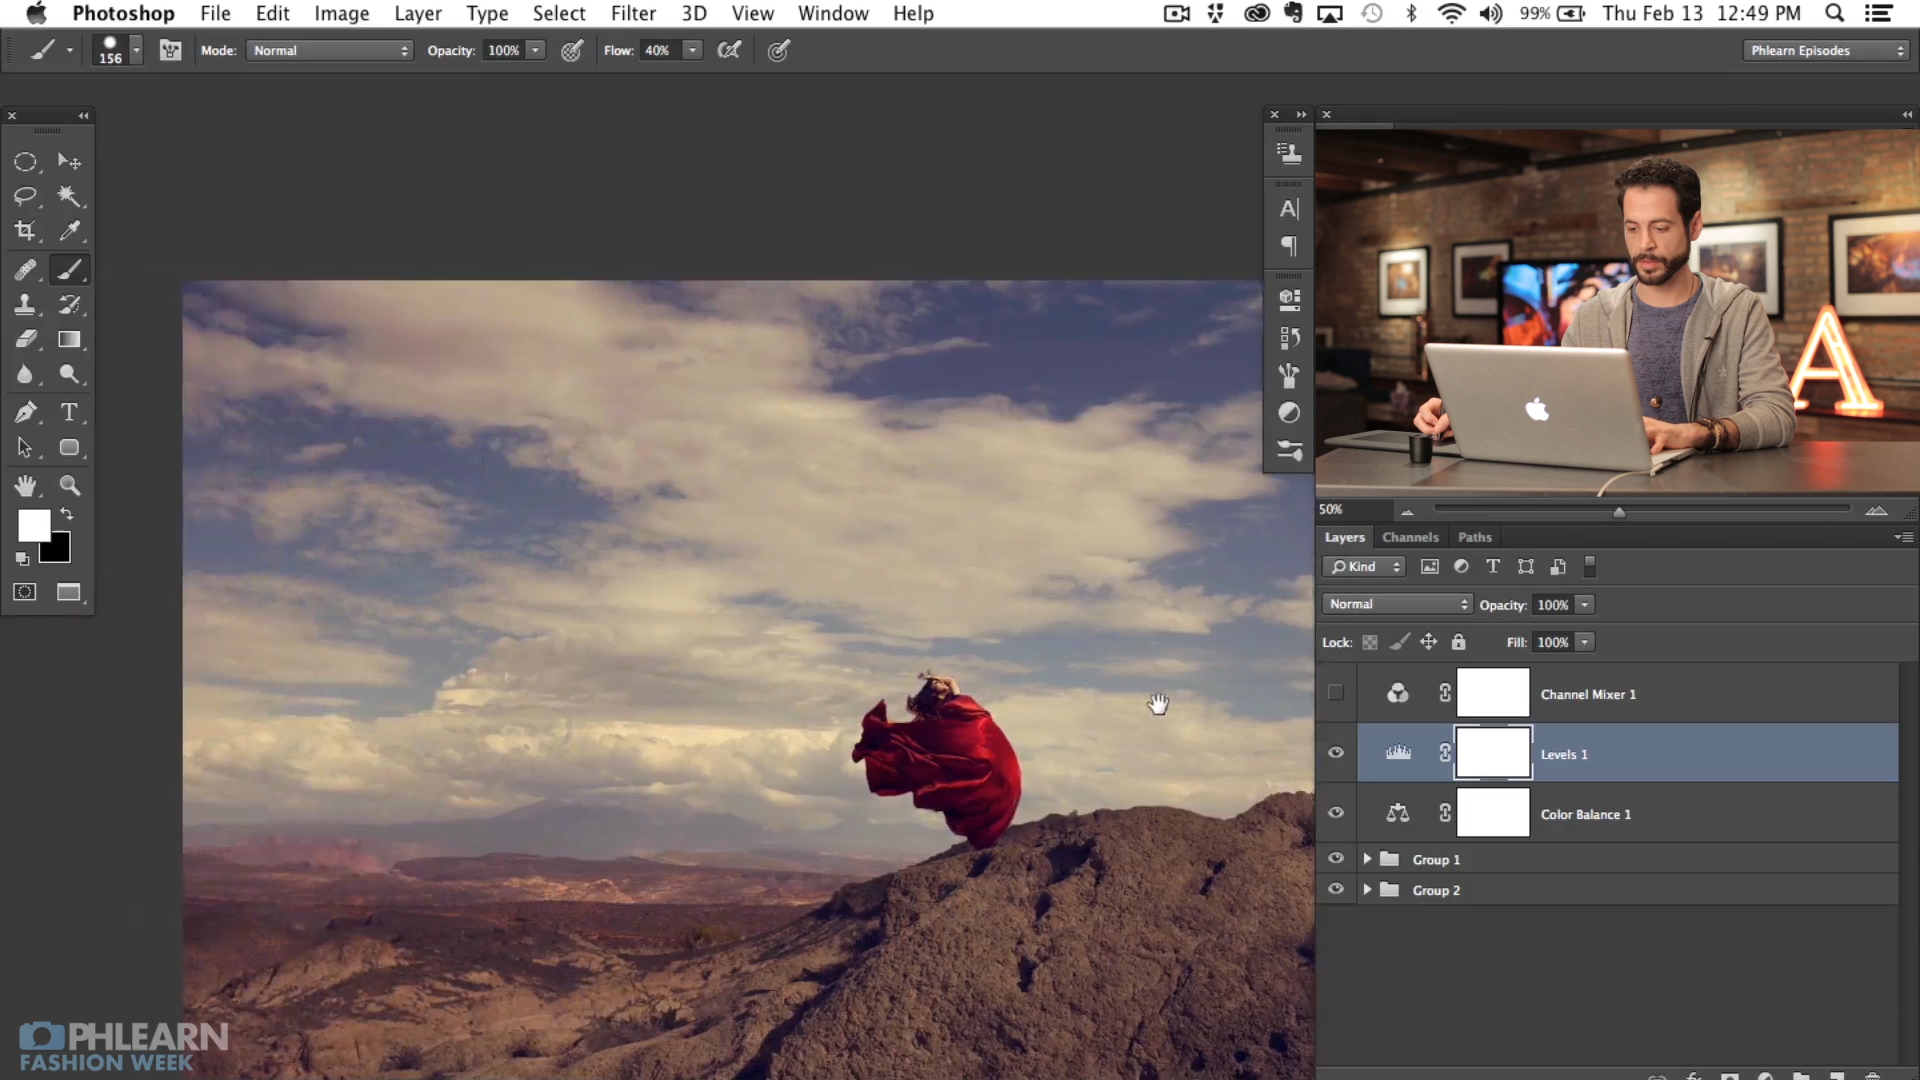 Photoshop File Edit Image Layer Type Select Filter 3D View Window Help 99% Thu Feb 13 12:49 PM
156 Mode: Normal Opacity: 100% Flow: 40% Phlearn Episodes
A
50%
Layers Channels Paths
Kind
Normal Opacity: 100%
Lock: Fill: 100%
Channel Mixer 1
Levels 1
Color Balance 1
Group 1
Group 2
PHLEARN
FASHION WEEK